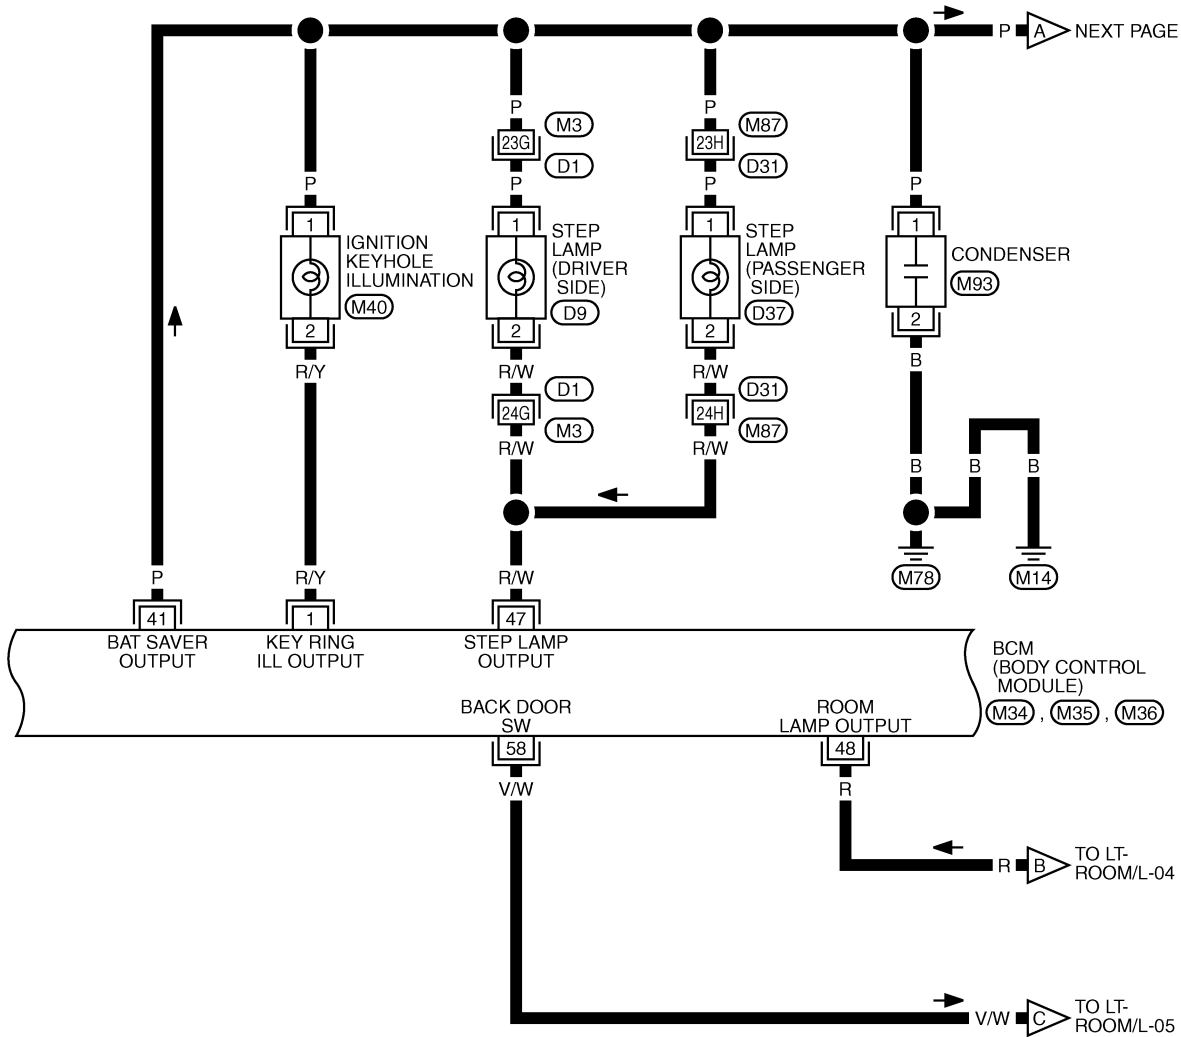 P
A
NEXT PAGE
P
P
M3
M87
23G
23H
D1
D31
P
P
P
P
1
1
1
1
IGNITION
KEYHOLE
ILLUMINATION
M40
STEP
LAMP
(DRIVER
SIDE)
D9
STEP
LAMP
(PASSENGER
SIDE)
D37
CONDENSER
M93
2
2
2
2
R/Y
R/W
R/W
B
D1
D31
24G
24H
M3
M87
R/W
R/W
B
B
B
P
R/Y
R/W
M78
M14
41
1
47
BAT SAVER
OUTPUT
KEY RING
ILL OUTPUT
STEP LAMP
OUTPUT
BCM
(BODY CONTROL
MODULE)
M34 , M35 , M36
BACK DOOR
SW
ROOM
LAMP OUTPUT
58
48
V/W
R
R
B
TO LT-
ROOM/L-04
V/W
C
TO LT-
ROOM/L-05